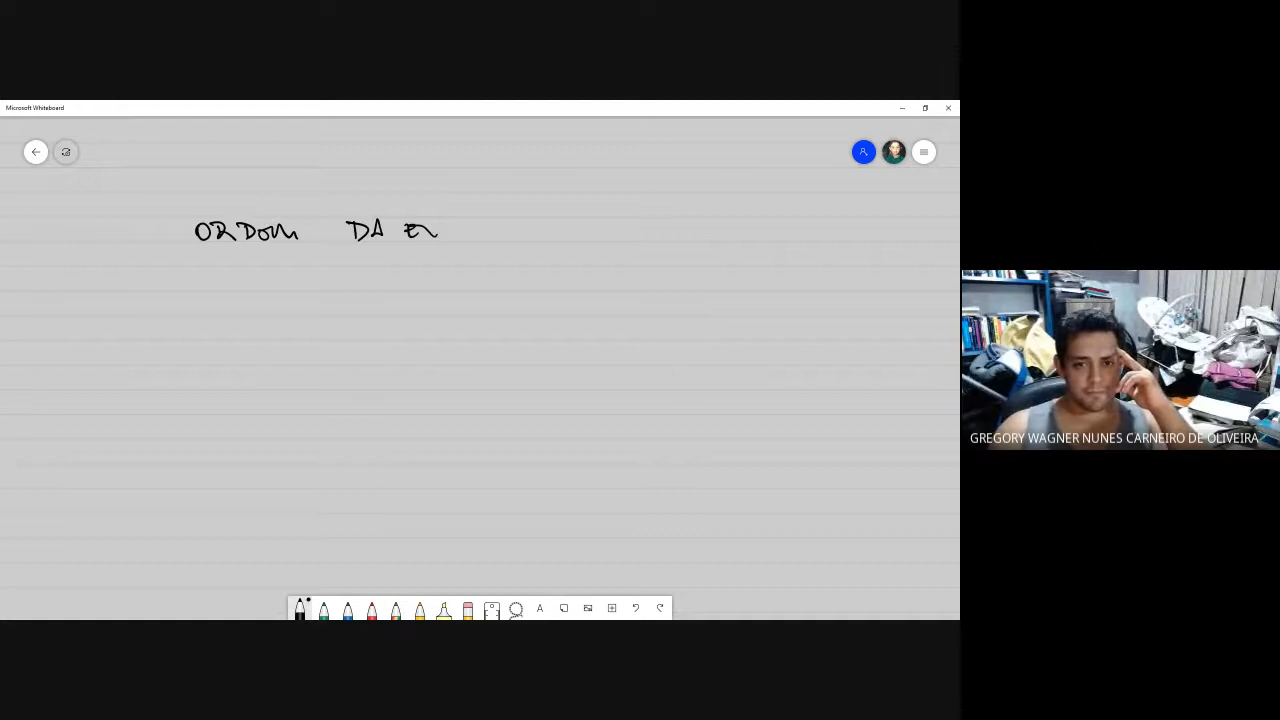 Microsoft Whiteboard
ORDEM DA E
GREGORY WAGNER NUNES CARNEIRO DE OLIVEIRA